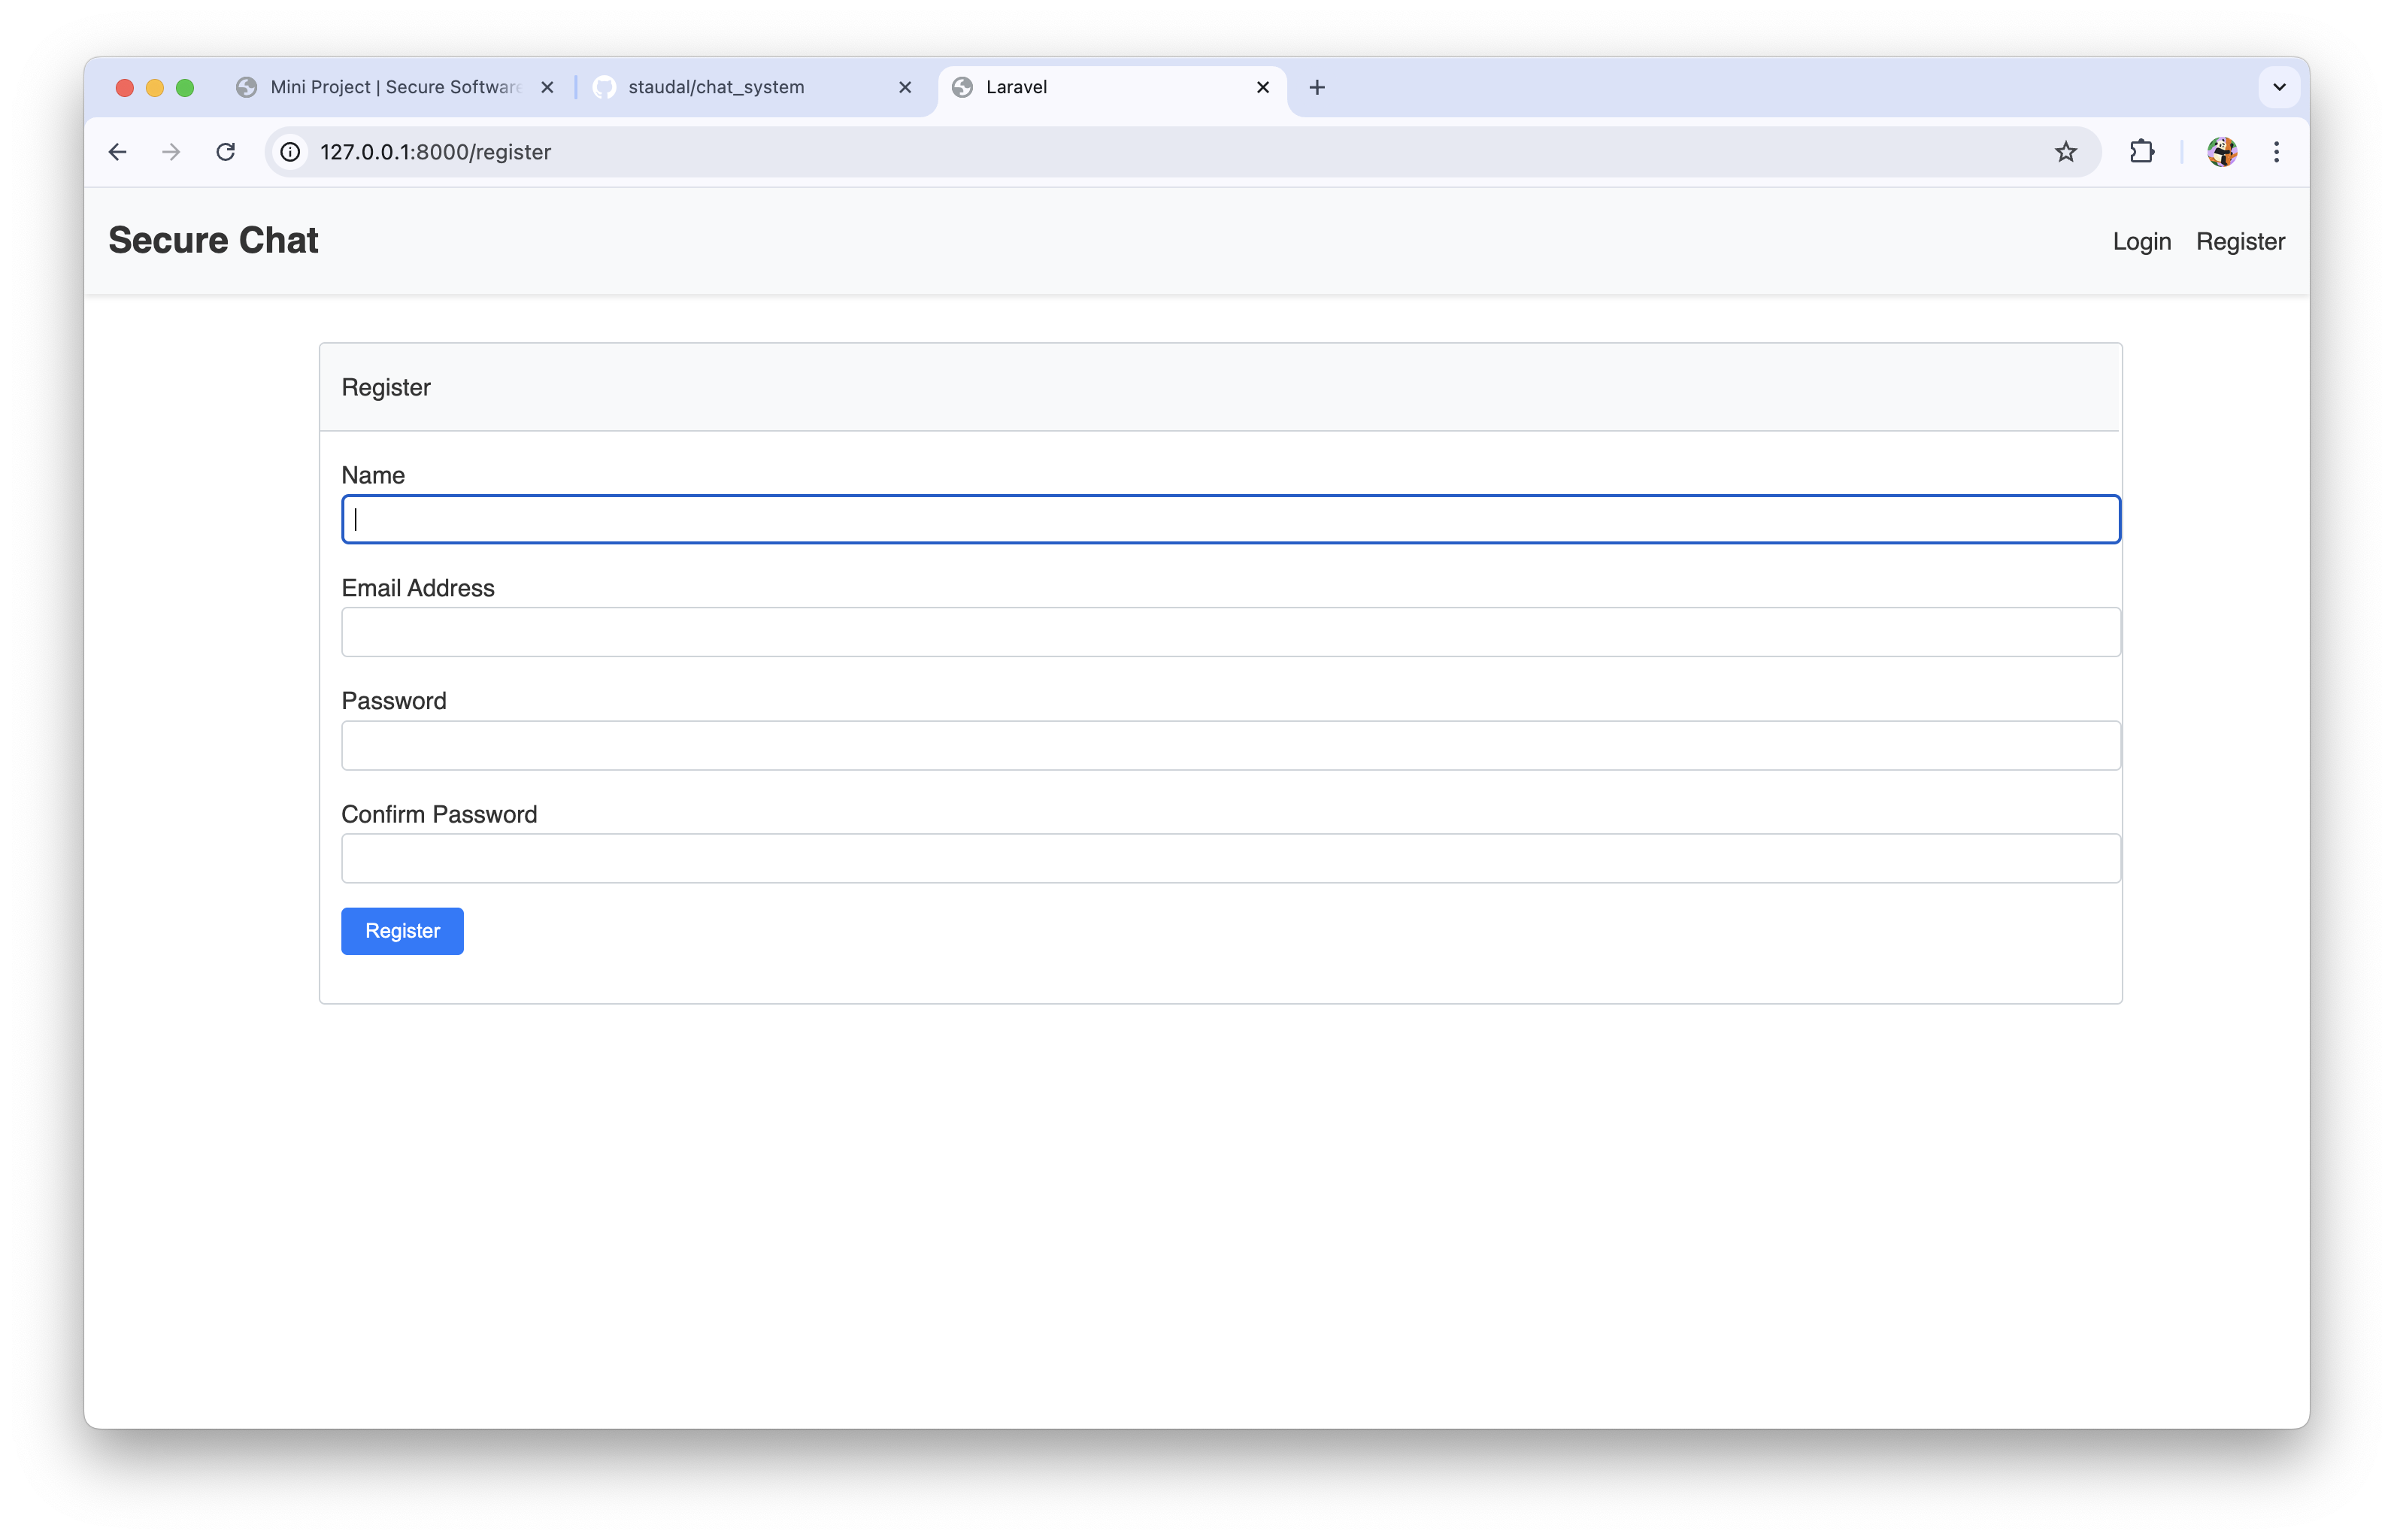 Mini Project | Secure Software
staudal/chat_system
Laravel
127.0.0.1:8000/register
Secure Chat
Login Register
Register
Name
Email Address
Password
Confirm Password
Register